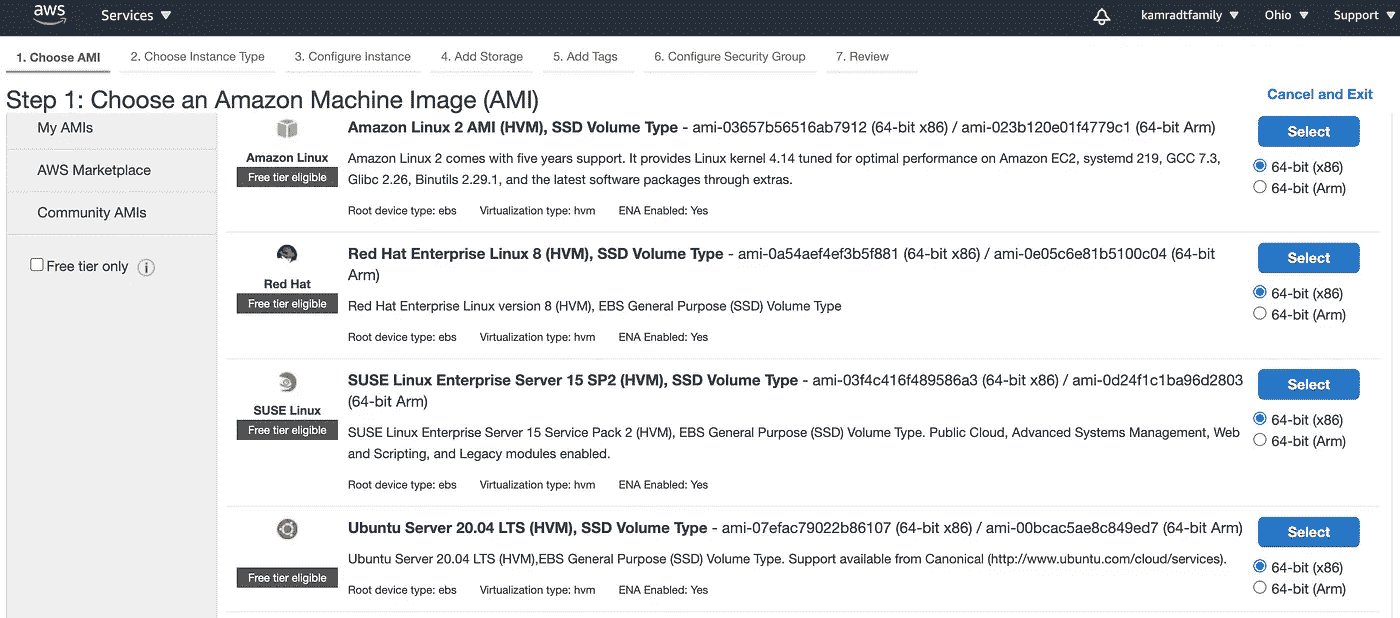 aws
Services ▼
kamradtfamily ▼
Ohio ▼
Support ▼
1. Choose AMI
2. Choose Instance Type
3. Configure Instance
4. Add Storage
5. Add Tags
6. Configure Security Group
7. Review
Step 1: Choose an Amazon Machine Image (AMI)
Cancel and Exit
My AMIs
AWS Marketplace
Community AMIs
Free tier only
i
Amazon Linux
Free tier eligible
Amazon Linux 2 AMI (HVM), SSD Volume Type - ami-03657b56516ab7912 (64-bit x86) / ami-023b120e01f4779c1 (64-bit Arm)
Amazon Linux 2 comes with five years support. It provides Linux kernel 4.14 tuned for optimal performance on Amazon EC2, systemd 219, GCC 7.3,
Glibc 2.26, Binutils 2.29.1, and the latest software packages through extras.
Root device type: ebs
Virtualization type: hvm
ENA Enabled: Yes
Select
64-bit (x86)
64-bit (Arm)
Red Hat
Free tier eligible
Red Hat Enterprise Linux 8 (HVM), SSD Volume Type - ami-0a54aef4ef3b5f881 (64-bit x86) / ami-0e05c6e81b5100c04 (64-bit
Arm)
Red Hat Enterprise Linux version 8 (HVM), EBS General Purpose (SSD) Volume Type
Root device type: ebs
Virtualization type: hvm
ENA Enabled: Yes
Select
64-bit (x86)
64-bit (Arm)
SUSE Linux
Free tier eligible
SUSE Linux Enterprise Server 15 SP2 (HVM), SSD Volume Type - ami-03f4c416f489586a3 (64-bit x86) / ami-0d24f1c1ba96d2803
(64-bit Arm)
SUSE Linux Enterprise Server 15 Service Pack 2 (HVM), EBS General Purpose (SSD) Volume Type. Public Cloud, Advanced Systems Management, Web
and Scripting, and Legacy modules enabled.
Root device type: ebs
Virtualization type: hvm
ENA Enabled: Yes
Select
64-bit (x86)
64-bit (Arm)
Free tier eligible
Ubuntu Server 20.04 LTS (HVM), SSD Volume Type - ami-07efac79022b86107 (64-bit x86) / ami-00bcac5ae8c849ed7 (64-bit Arm)
Ubuntu Server 20.04 LTS (HVM),EBS General Purpose (SSD) Volume Type. Support available from Canonical (http://www.ubuntu.com/cloud/services).
Root device type: ebs
Virtualization type: hvm
ENA Enabled: Yes
Select
64-bit (x86)
64-bit (Arm)